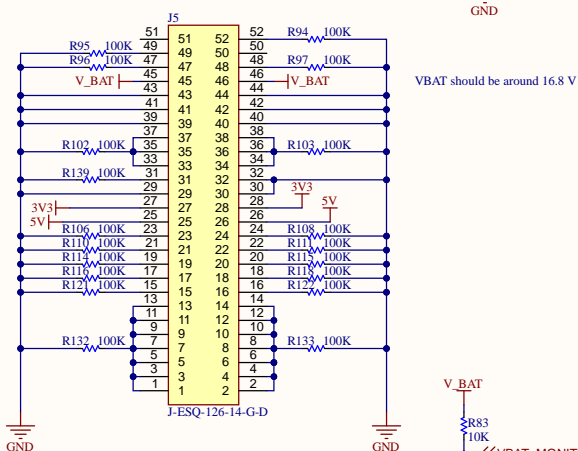 GND
J5
51 51 52 52 R94 100K
R95 100K 49 49 50 50
R96 100K 47 47 48 48 R97 100K
V_BAT 45 45 46 46 V_BAT
VBAT should be around 16.8 V
43 43 44 44
41 41 42 42
39 39 40 40
37 37 38 38
R102 100K 35 35 36 36 R103 100K
33 33 34 34
R139 100K 31 31 32 32
29 29 30 30
3V3 27 27 28 28 3V3
5V 25 25 26 26 5V
R106 100K 23 23 24 24 R108 100K
R110 100K 21 21 22 22 R111 100K
R114 100K 19 19 20 20 R115 100K
R116 100K 17 17 18 18 R118 100K
R121 100K 15 15 16 16 R122 100K
13 13 14 14
11 11 12 12
9 9 10 10
R132 100K 7 7 8 8 R133 100K
5 5 6 6
3 3 4 4
1 1 2 2
J-ESQ-126-14-G-D
V_BAT
R83
10K
GND
GND